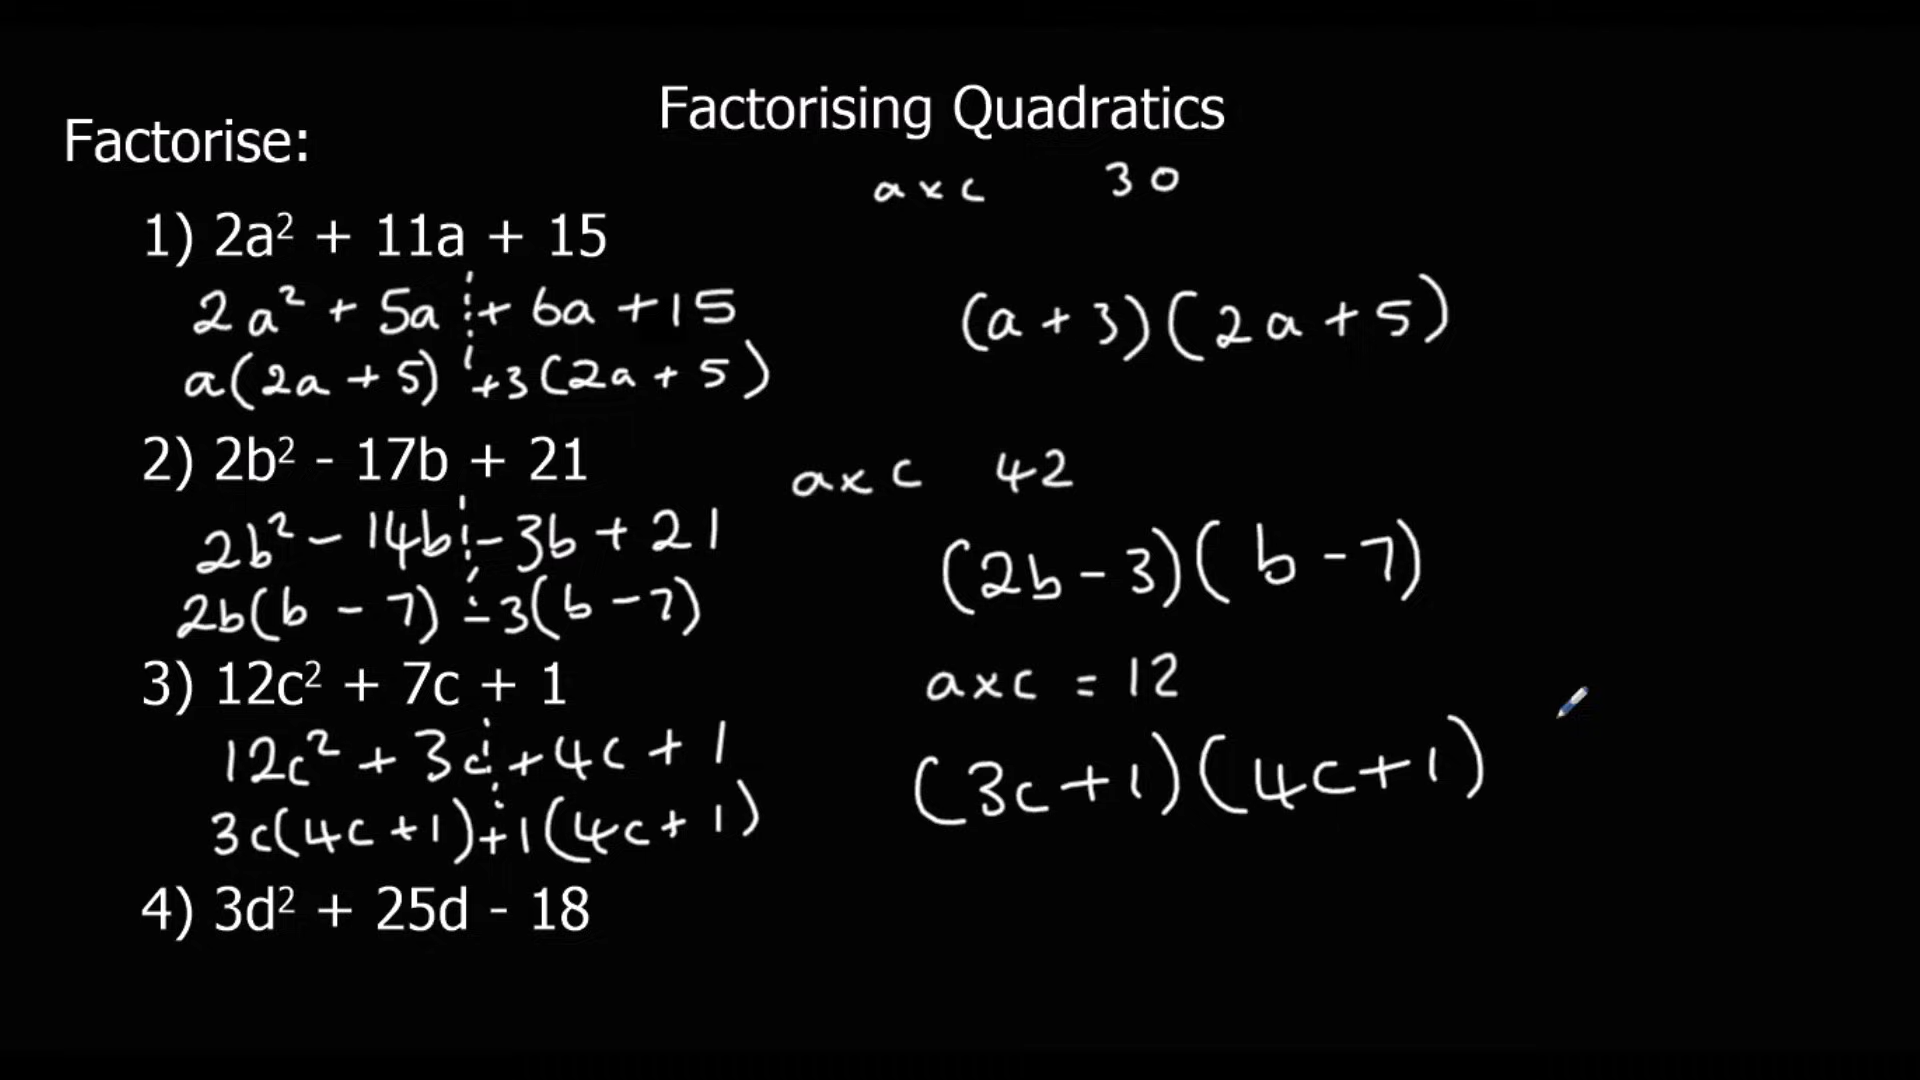 Factorising Quadratics
Factorise:
a x c 30
1) 2a² + 11a + 15
2a² + 5a + 6a + 15
(a + 3)(2a + 5)
a(2a + 5) +3(2a + 5)
2) 2b² - 17b + 21
a x c 42
2b² - 14b - 3b + 21
(2b - 3)(b - 7)
2b(b - 7) - 3(b - 7)
3) 12c² + 7c + 1
a x c = 12
12c² + 3c + 4c + 1
(3c + 1)(4c + 1)
3c(4c + 1) + 1(4c + 1)
4) 3d² + 25d - 18